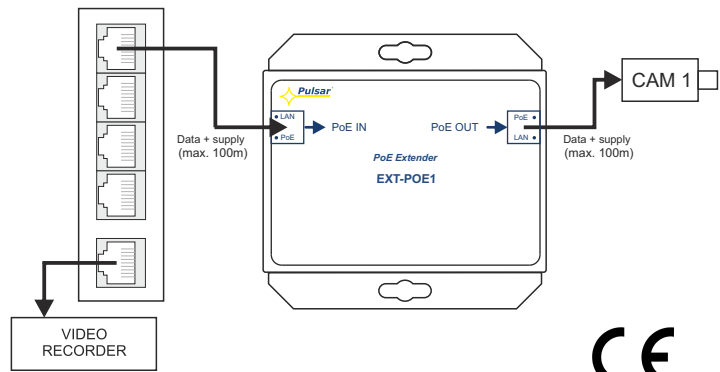 Pulsar
LAN
PoE
PoE IN
PoE OUT
PoE
LAN
CAM 1
Data + supply
(max. 100m)
Data + supply
(max. 100m)
PoE Extender
EXT-POE1
VIDEO
RECORDER
CE